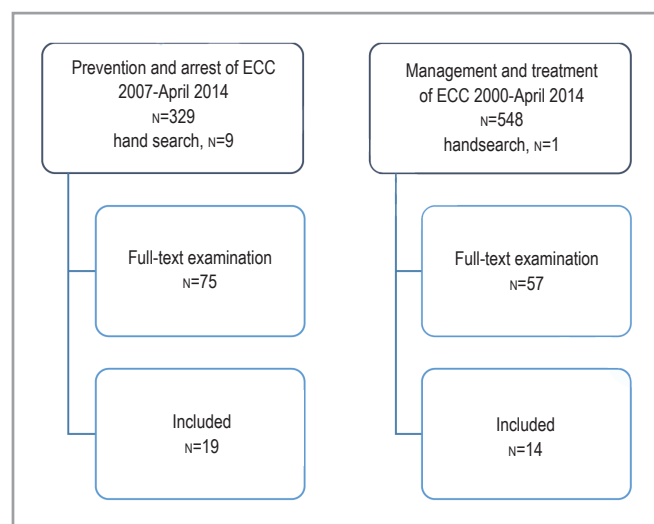 Prevention and arrest of ECC
2007-April 2014
N=329
hand search, N=9
Full-text examination
N=75
Included
N=19
Management and treatment
of ECC 2000-April 2014
N=548
handsearch, N=1
Full-text examination
N=57
Included
N=14